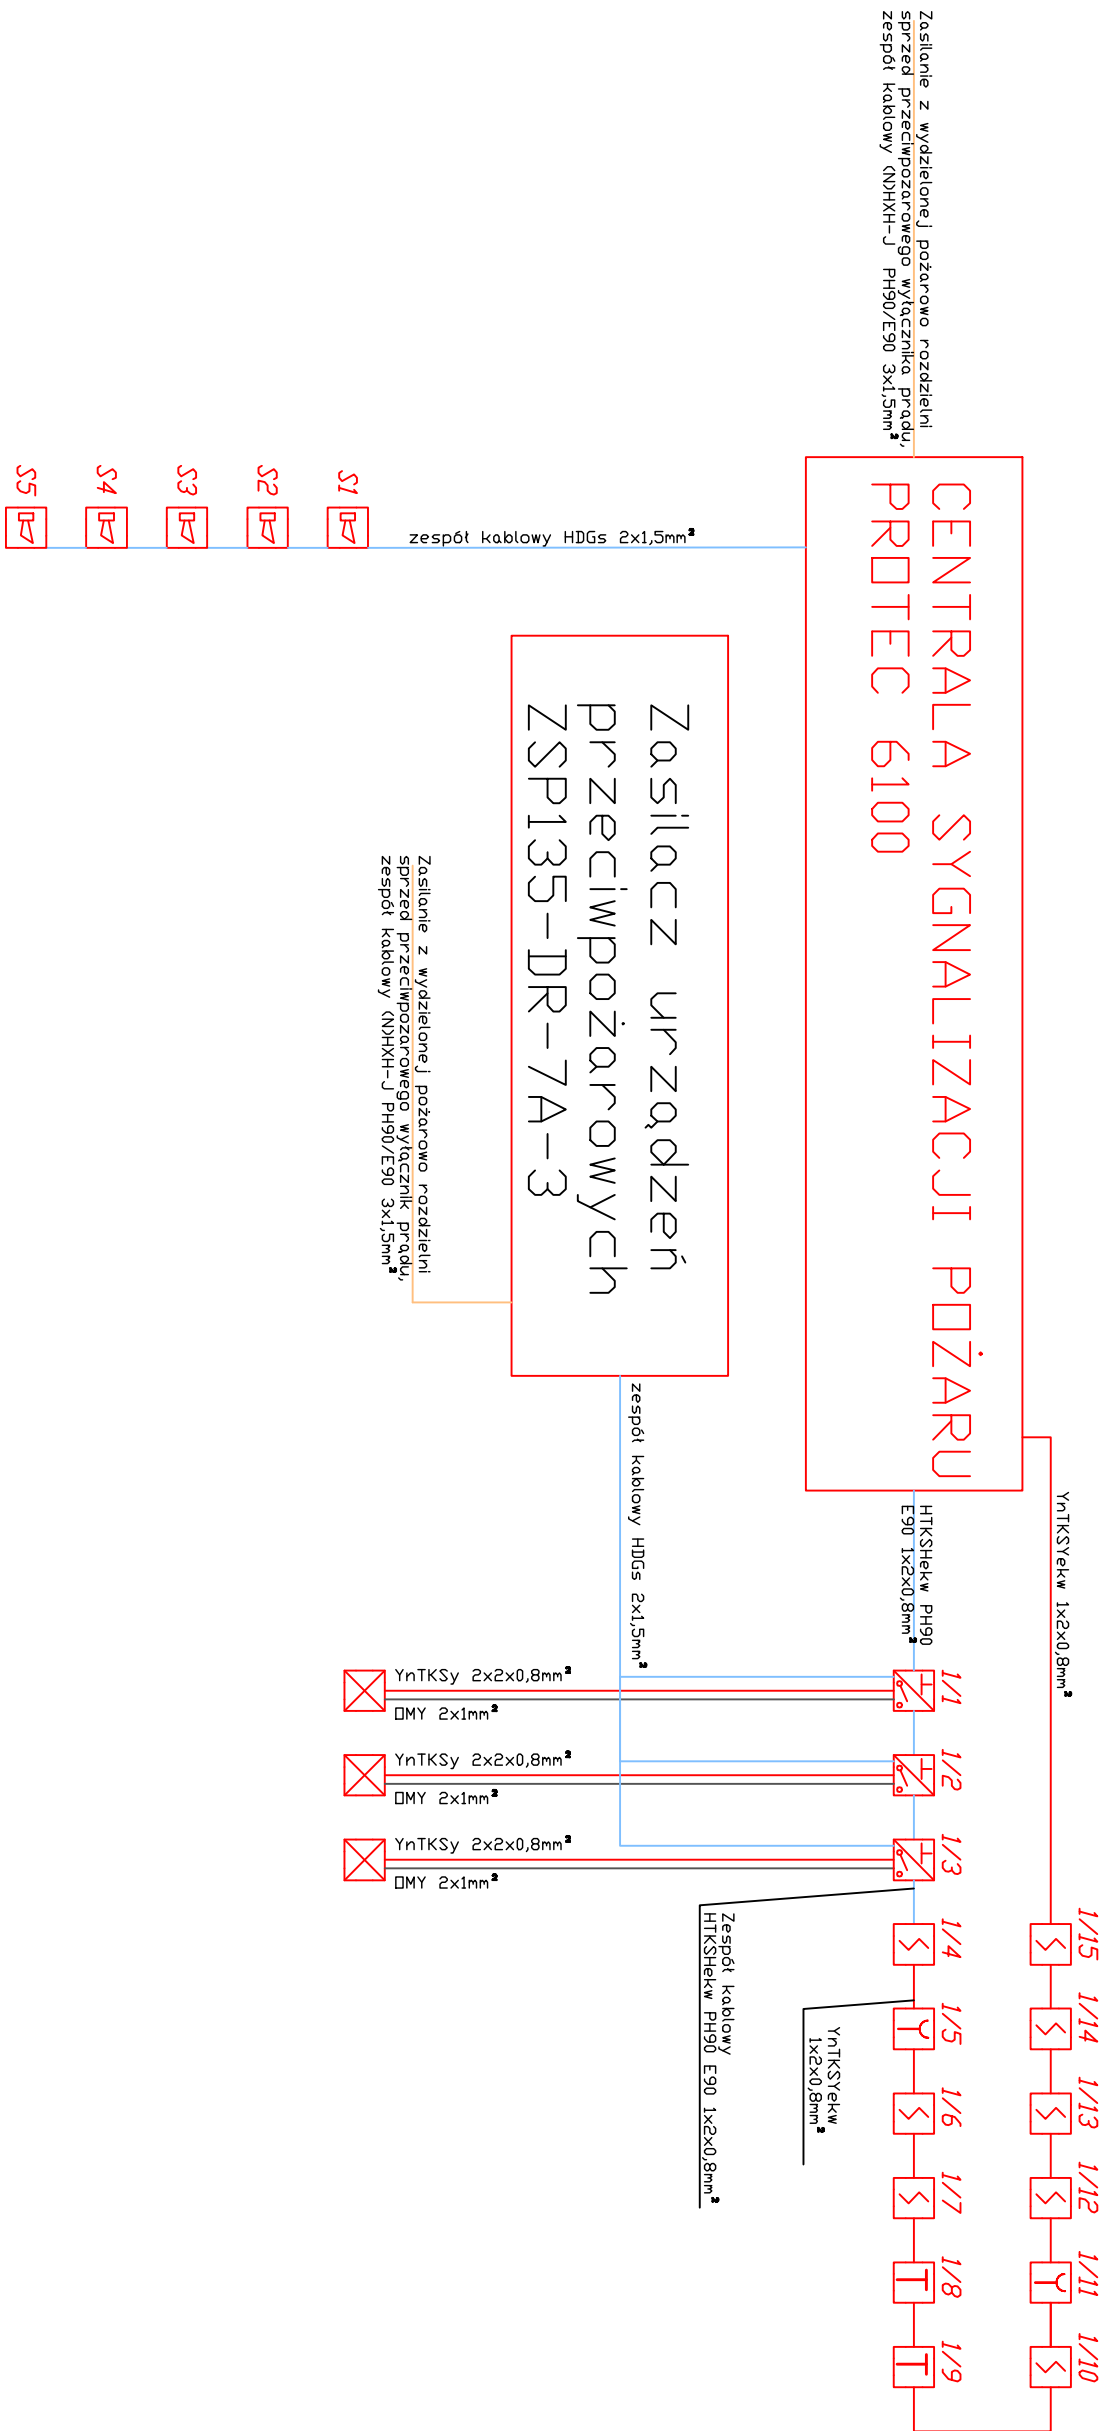 Zasilanie z wydzielonej pożarowo rozdzielni
sprzed przeciwpożarowego wyłącznika prądu,
zespół kablowy (N)HXH-J PH90/E90 3x1,5mm²
CENTRALA SYGNALIZACJI POŻARU
PROTEC 6100
YnTKSYekw 1x2x0,8mm²
HTKSHekw PH90
E90 1x2x0,8mm²
1/15
1/14
1/13
1/12
1/11
1/10
1/1
1/2
1/3
1/4
1/5
1/6
1/7
1/8
1/9
YnTKSYekw
1x2x0,8mm²
Zespół kablowy
HTKSHekw PH90 E90 1x2x0,8mm²
Zasilacz urządzeń
przeciwpożarowych
ZSP135-DR-7A-3
zespół kablowy HDGs 2x1,5mm²
Zasilanie z wydzielonej pożarowo rozdzielni
sprzed przeciwpożarowego wyłącznik prądu,
zespół kablowy (N)HXH-J PH90/E90 3x1,5mm²
zespół kablowy HDGs 2x1,5mm²
S1
S2
S3
S4
S5
YnTKSy 2x2x0,8mm²
OMY 2x1mm²
YnTKSy 2x2x0,8mm²
OMY 2x1mm²
YnTKSy 2x2x0,8mm²
OMY 2x1mm²